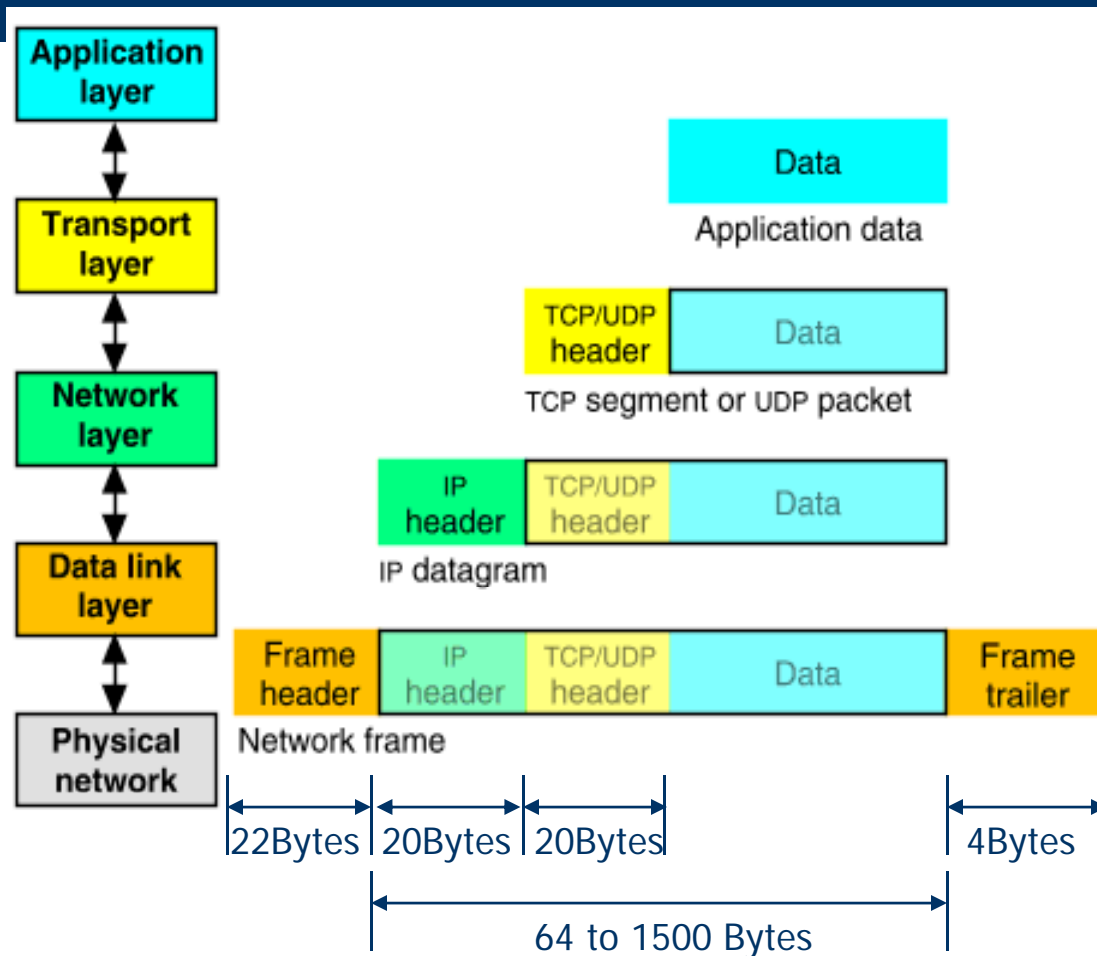 Application
layer
Data
Application data
Transport
layer
TCP/UDP
header
Data
TCP segment or UDP packet
Network
layer
IP
header
TCP/UDP
header
Data
IP datagram
Data link
layer
Frame
header
IP
header
TCP/UDP
header
Data
Frame
trailer
Physical
network
Network frame
22Bytes
20Bytes
20Bytes
4Bytes
64 to 1500 Bytes